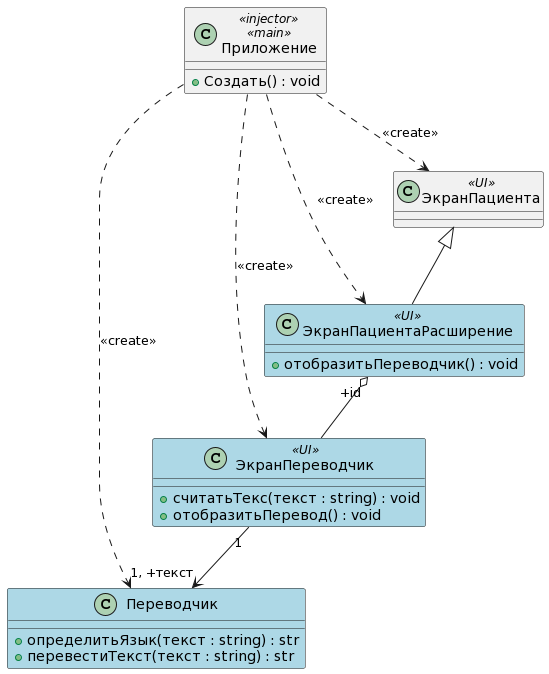 C
«injector»
«main»
Приложение
Создать() : void
«create»
C
«UI»
ЭкранПациента
«create»
C
«UI»
ЭкранПациентаРасширение
отобразитьПереводчик() : void
«create»
«create»
+id
C
«UI»
ЭкранПереводчик
считатьТекс(текст : string) : void
отобразитьПеревод() : void
1
1, +текст
C
Переводчик
определитьЯзык(текст : string) : str
перевестиТекст(текст : string) : str